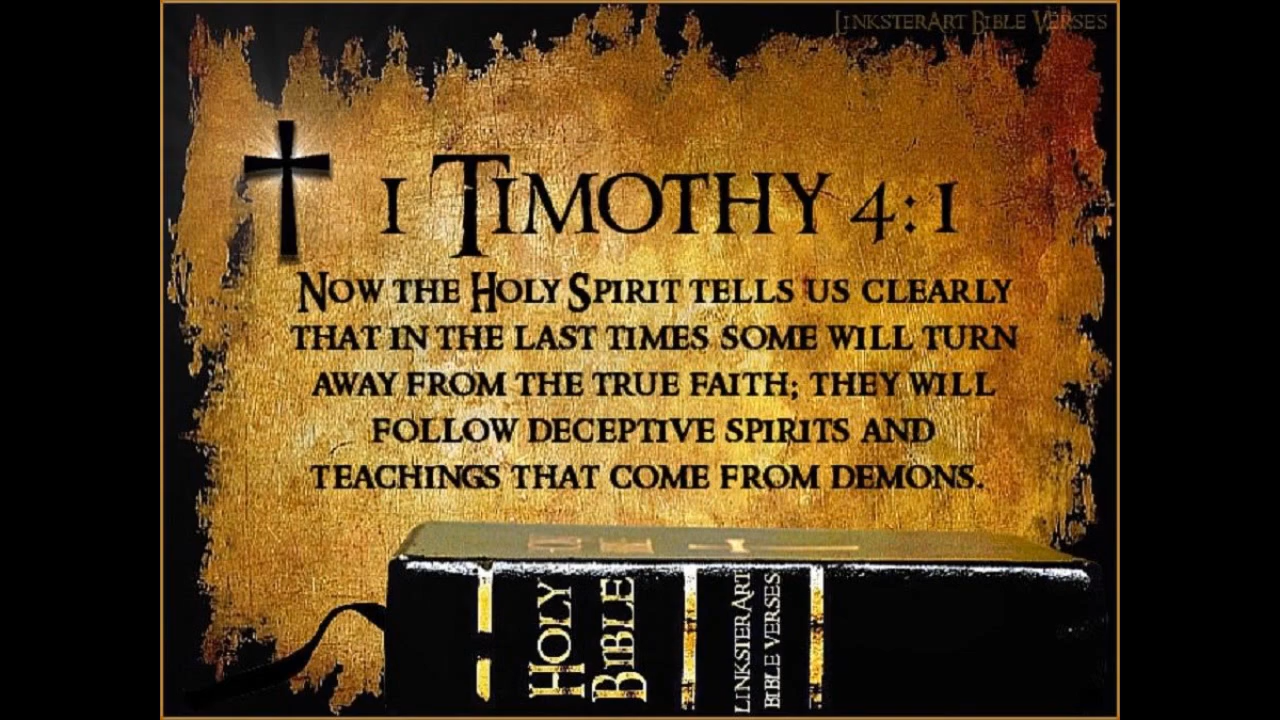 LinksterArt Bible Verses
1 Timothy 4:1
Now the Holy Spirit tells us clearly
that in the last times some will turn
away from the true faith; they will
follow deceptive spirits and
teachings that come from demons.
Holy
Bible
LinksterArt
Bible Verses